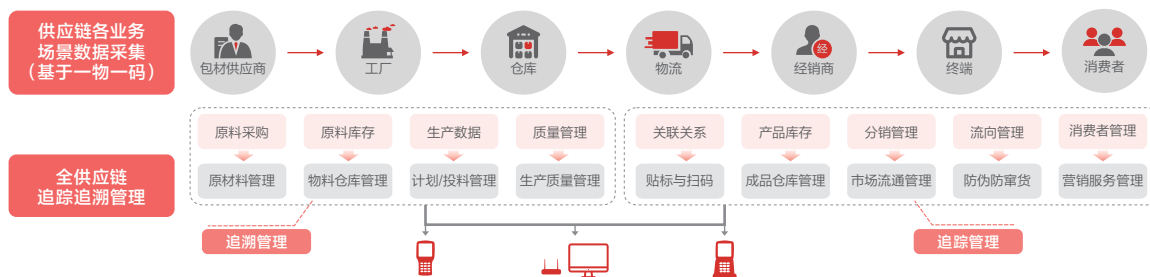 供应链各业务
场景数据采集
（基于一物一码）
包材供应商
工厂
仓库
物流
经
经销商
终端
消费者
全供应链
追踪追溯管理
原料采购
原料库存
生产数据
质量管理
关联关系
产品库存
分销管理
流向管理
消费者管理
原材料管理
物料仓库管理
计划/投料管理
生产质量管理
贴标与扫码
成品仓库管理
市场流通管理
防伪防窜货
营销服务管理
追溯管理
追踪管理